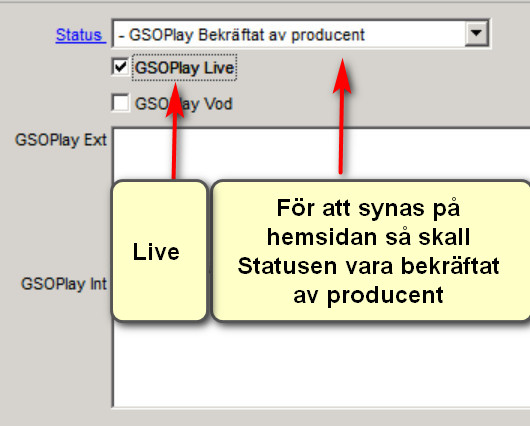 Status
- GSOPlay Bekräftat av producent
GSOPlay Live
GSOPlay Vod
GSOPlay Ext
Live
För att synas på
hemsidan så skall
Statusen vara bekräftat
av producent
GSOPlay Int